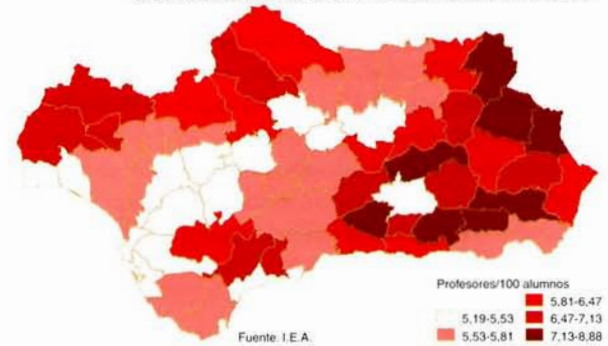 Profesores/100 alumnos
5,81-6,47
5,19-5,53
6,47-7,13
5,53-5,81
7,13-8,88
Fuente: I.E.A.